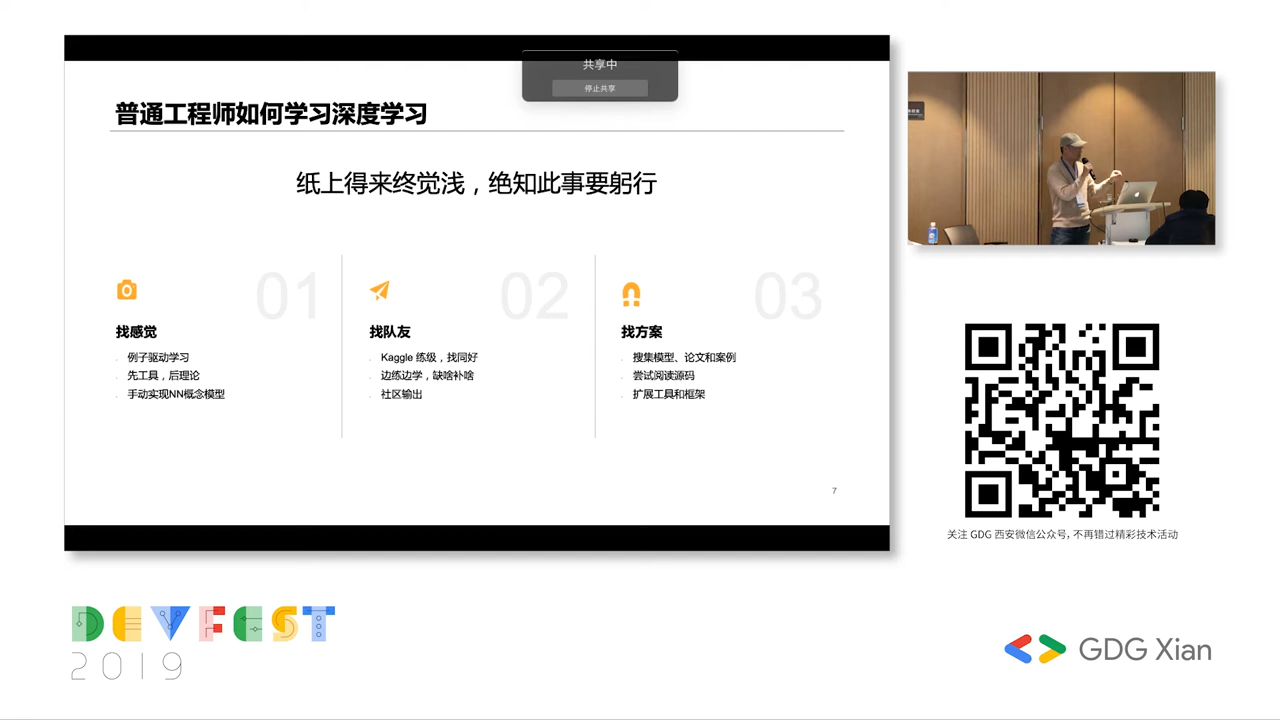 共享中
停止共享
普通工程师如何学习深度学习
纸上得来终觉浅，绝知此事要躬行
01
找感觉
例子驱动学习
先工具，后理论
手动实现NN概念模型
02
找队友
Kaggle 练级，找同好
边练边学，缺啥补啥
社区输出
03
找方案
搜集模型、论文和案例
尝试阅读源码
扩展工具和框架
7
关注 GDG 西安微信公众号, 不再错过精彩技术活动
DEVFEST
2019
GDG Xian